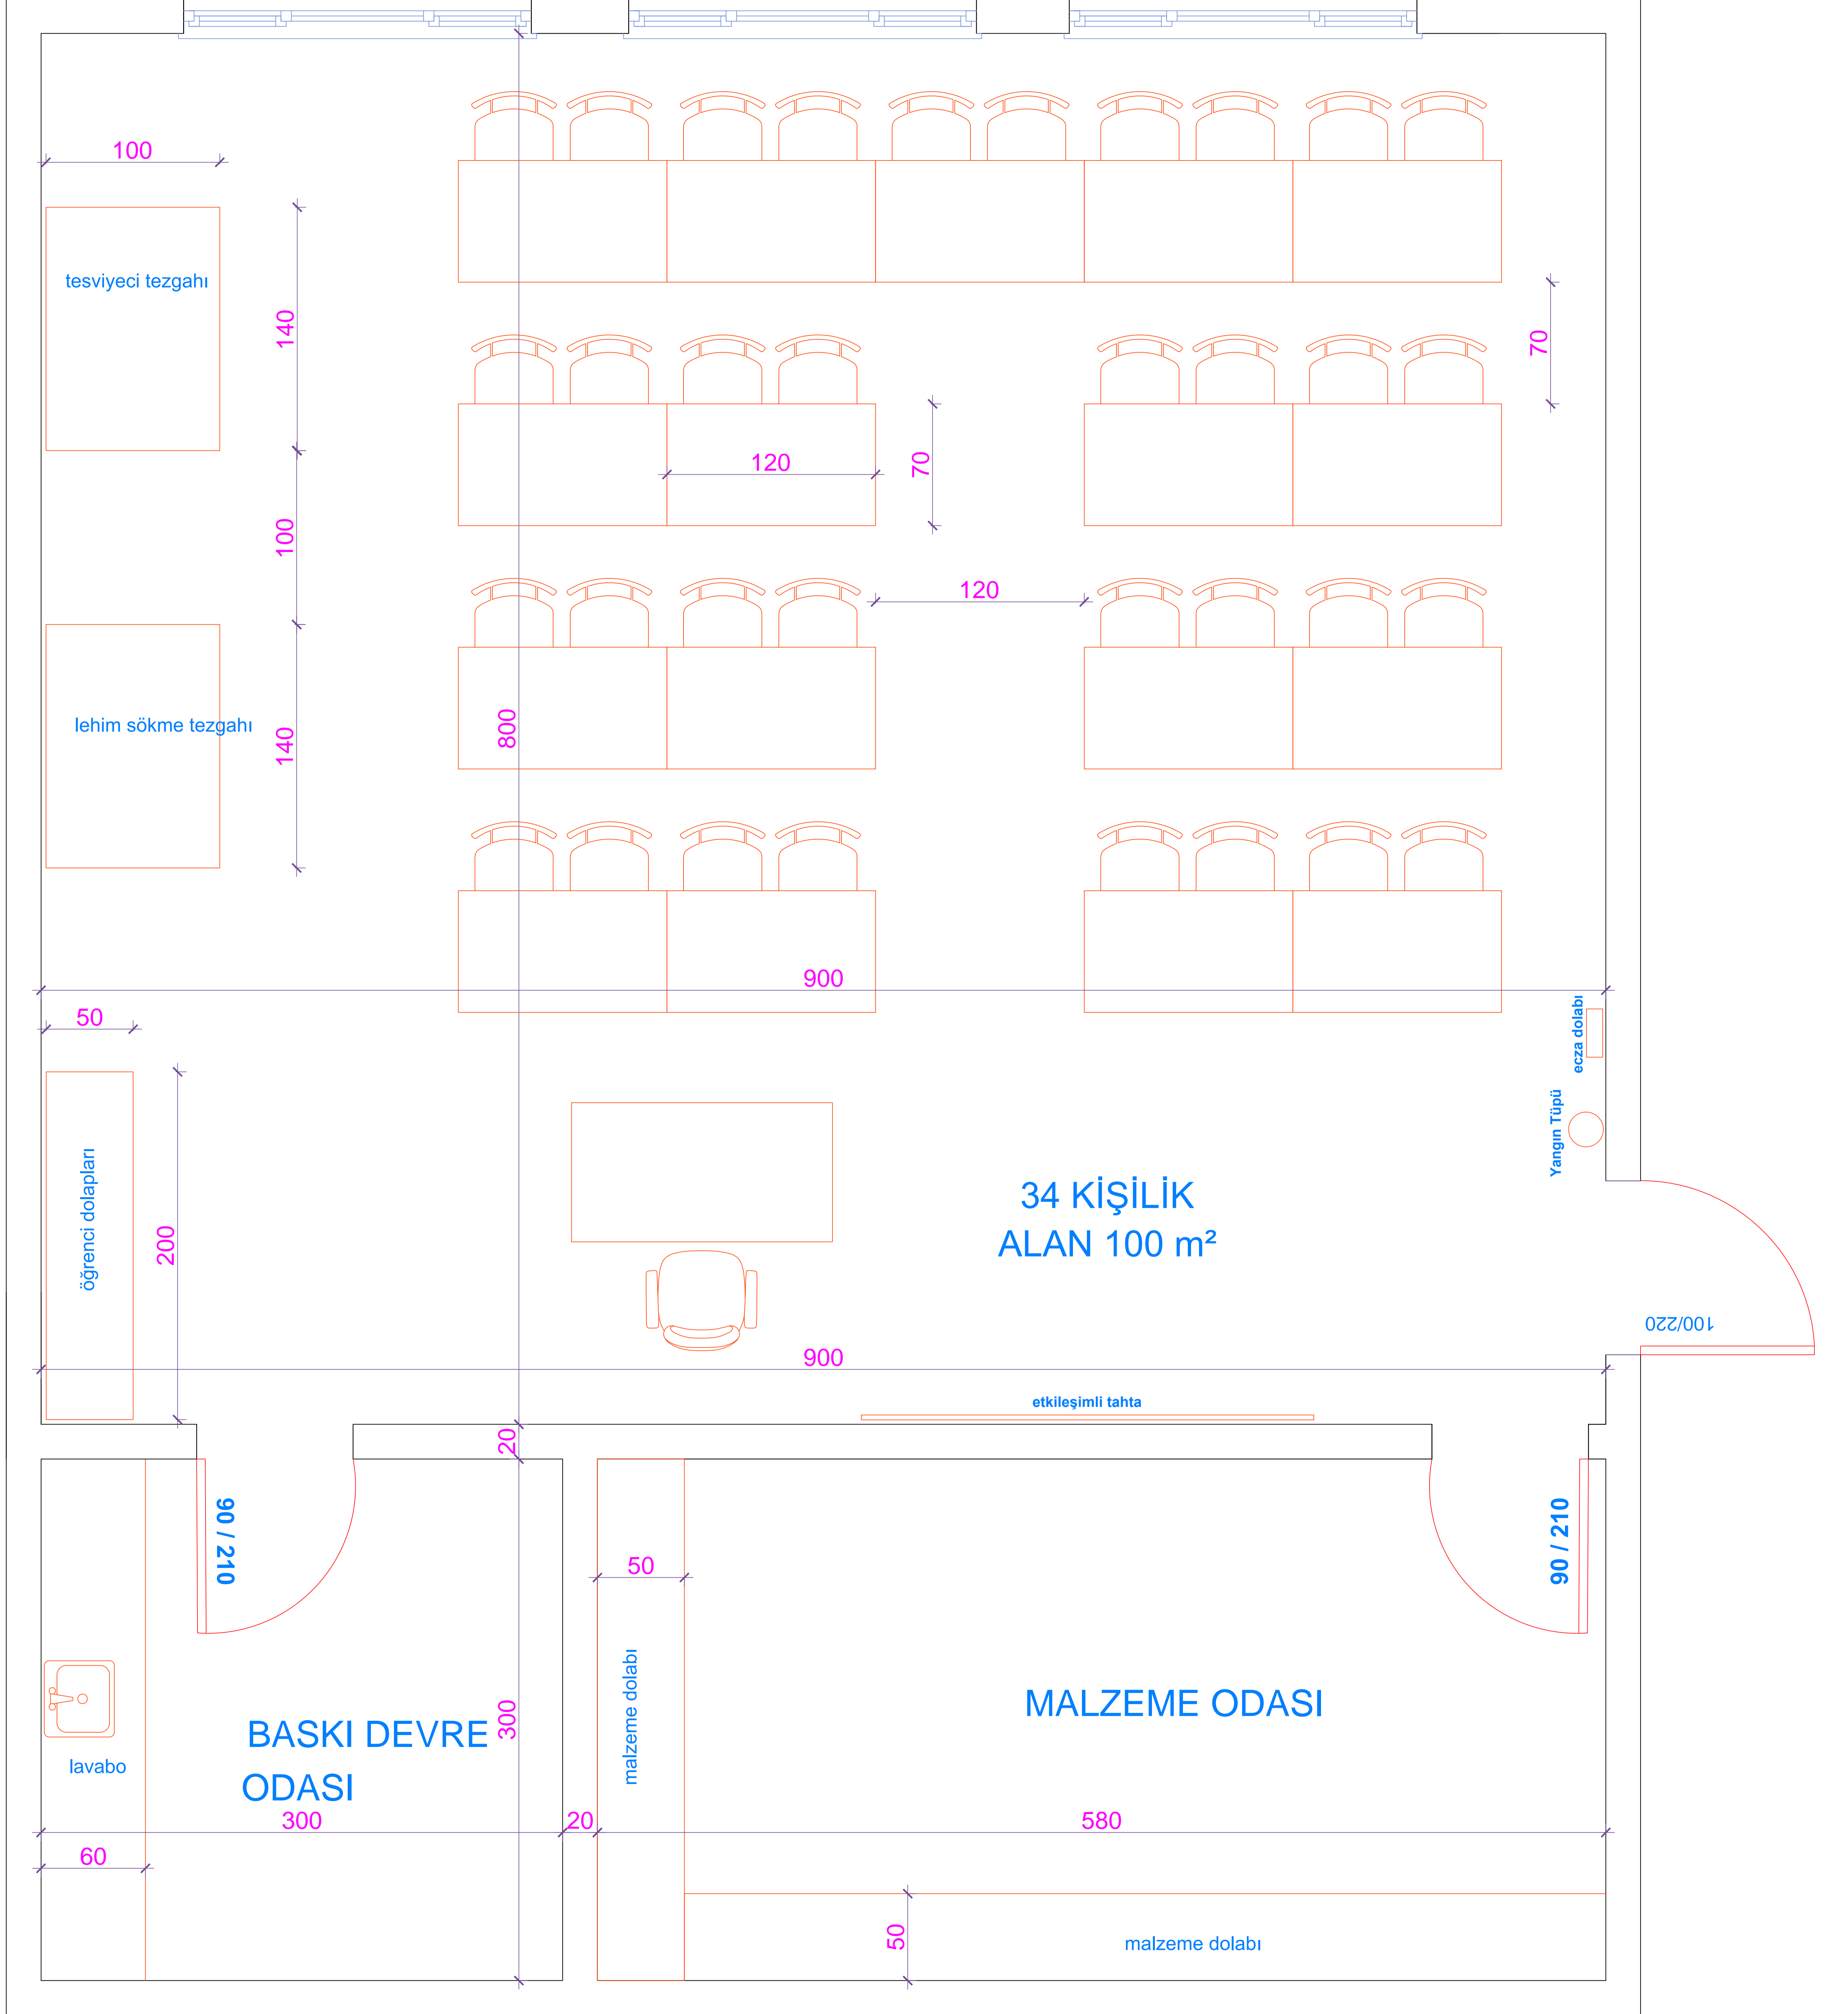 100
tesviyeci tezgahı
140
70
120
70
100
120
lehim sökme tezgahı
140
800
900
50
ecza dolabı
Yangın Tüpü
öğrenci dolapları
200
34 KİŞİLİK
ALAN 100 m²
100/220
900
etkileşimli tahta
20
90 / 210
90 / 210
50
malzeme dolabı
300
MALZEME ODASI
BASKI DEVRE
ODASI
lavabo
300
20
580
60
50
malzeme dolabı